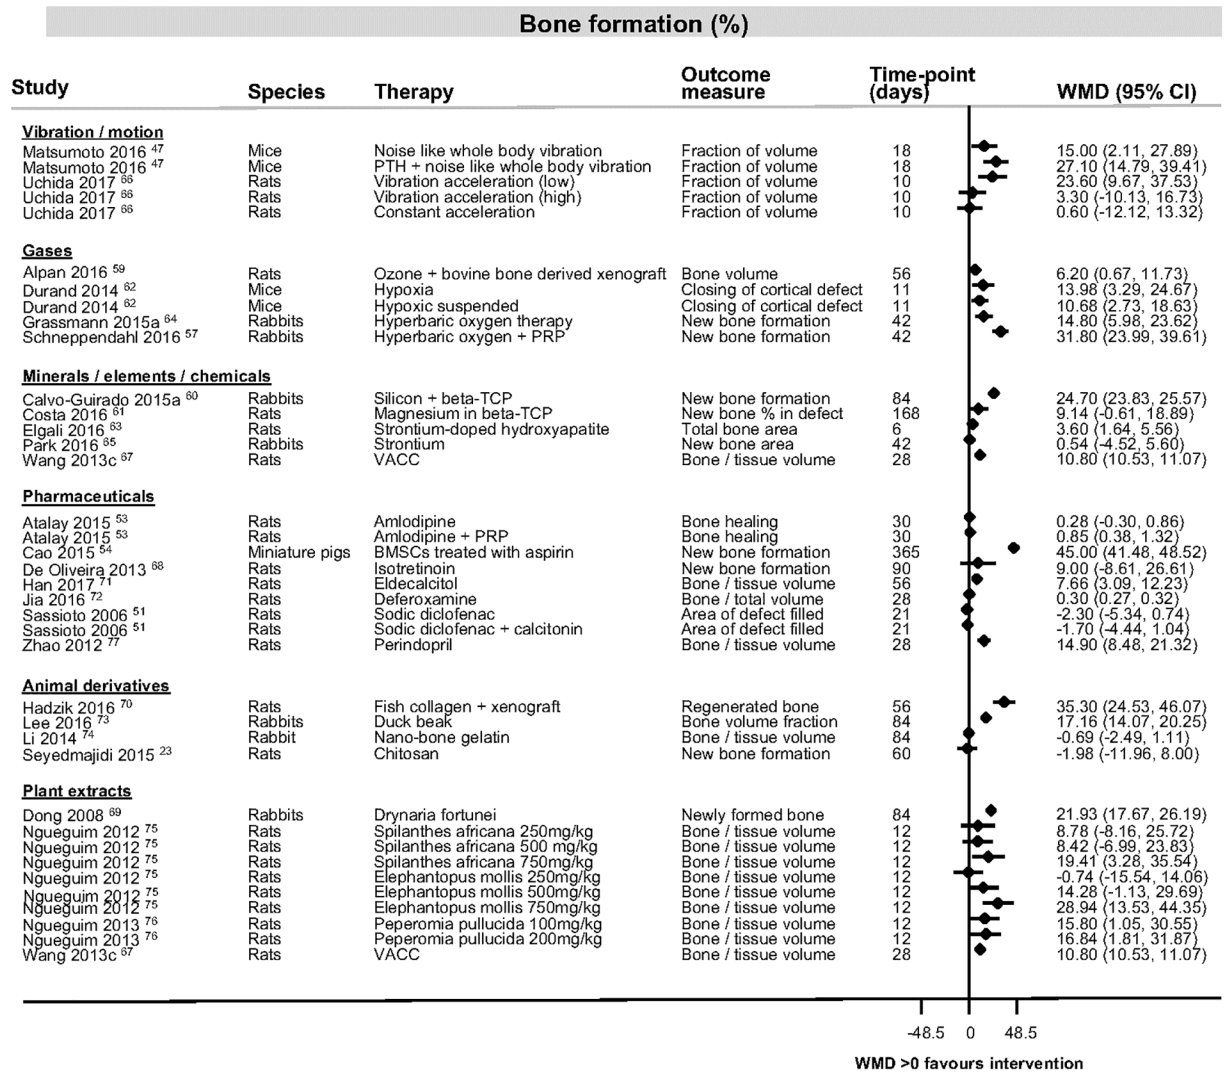 Bone formation (%)
Study Species Therapy Outcome measure Time-point (days) WMD (95% CI)
Vibration / motion
Matsumoto 2016 47 Mice Noise like whole body vibration Fraction of volume 18 15.00 (2.11, 27.89)
Matsumoto 2016 47 Mice PTH + noise like whole body vibration Fraction of volume 18 27.10 (14.79, 39.41)
Uchida 2017 66 Rats Vibration acceleration (low) Fraction of volume 10 23.60 (9.67, 37.53)
Uchida 2017 66 Rats Vibration acceleration (high) Fraction of volume 10 3.30 (-10.13, 16.73)
Uchida 2017 66 Rats Constant acceleration Fraction of volume 10 0.60 (-12.12, 13.32)
Gases
Alpan 2016 59 Rats Ozone + bovine bone derived xenograft Bone volume 56 6.20 (0.67, 11.73)
Durand 2014 62 Mice Hypoxia Closing of cortical defect 11 13.98 (3.29, 24.67)
Durand 2014 62 Mice Hypoxic suspended Closing of cortical defect 11 10.68 (2.73, 18.63)
Grassmann 2015a 64 Rabbits Hyperbaric oxygen therapy New bone formation 42 14.80 (5.98, 23.62)
Schneppendahl 2016 57 Rabbits Hyperbaric oxygen + PRP New bone formation 42 31.80 (23.99, 39.61)
Minerals / elements / chemicals
Calvo-Guirado 2015a 60 Rabbits Silicon + beta-TCP New bone formation 84 24.70 (23.83, 25.57)
Costa 2016 61 Rats Magnesium in beta-TCP New bone % in defect 168 9.14 (-0.61, 18.89)
Elgali 2016 63 Rats Strontium-doped hydroxyapatite Total bone area 6 3.60 (1.64, 5.56)
Park 2016 65 Rabbits Strontium New bone area 42 0.54 (-4.52, 5.60)
Wang 2013c 67 Rats VACC Bone / tissue volume 28 10.80 (10.53, 11.07)
Pharmaceuticals
Atalay 2015 53 Rats Amlodipine Bone healing 30 0.28 (-0.30, 0.86)
Atalay 2015 53 Rats Amlodipine + PRP Bone healing 30 0.85 (0.38, 1.32)
Cao 2015 54 Miniature pigs BMSCs treated with aspirin New bone formation 365 45.00 (41.48, 48.52)
De Oliveira 2013 68 Rats Isotretinoin New bone formation 90 9.00 (-8.61, 26.61)
Han 2017 71 Rats Eldecalcitol Bone / tissue volume 56 7.66 (3.09, 12.23)
Jia 2016 72 Rats Deferoxamine Bone / total volume 28 0.30 (0.27, 0.32)
Sassioto 2006 51 Rats Sodic diclofenac Area of defect filled 21 -2.30 (-5.34, 0.74)
Sassioto 2006 51 Rats Sodic diclofenac + calcitonin Area of defect filled 21 -1.70 (-4.44, 1.04)
Zhao 2012 77 Rats Perindopril Bone / tissue volume 28 14.90 (8.48, 21.32)
Animal derivatives
Hadzik 2016 70 Rats Fish collagen + xenograft Regenerated bone 56 35.30 (24.53, 46.07)
Lee 2016 73 Rabbits Duck beak Bone volume fraction 84 17.16 (14.07, 20.25)
Li 2014 74 Rabbit Nano-bone gelatin Bone / tissue volume 84 -0.69 (-2.49, 1.11)
Seyedmajidi 2015 23 Rats Chitosan New bone formation 60 -1.98 (-11.96, 8.00)
Plant extracts
Dong 2008 69 Rabbits Drynaria fortunei Newly formed bone 84 21.93 (17.67, 26.19)
Ngueguim 2012 75 Rats Spilanthes africana 250mg/kg Bone / tissue volume 12 8.78 (-8.16, 25.72)
Ngueguim 2012 75 Rats Spilanthes africana 500 mg/kg Bone / tissue volume 12 8.42 (-6.99, 23.83)
Ngueguim 2012 75 Rats Spilanthes africana 750mg/kg Bone / tissue volume 12 19.41 (3.28, 35.54)
Ngueguim 2012 75 Rats Elephantopus mollis 250mg/kg Bone / tissue volume 12 -0.74 (-15.54, 14.06)
Ngueguim 2012 75 Rats Elephantopus mollis 500mg/kg Bone / tissue volume 12 14.28 (-1.13, 29.69)
Ngueguim 2012 75 Rats Elephantopus mollis 750mg/kg Bone / tissue volume 12 28.94 (13.53, 44.35)
Ngueguim 2013 76 Rats Peperomia pullucida 100mg/kg Bone / tissue volume 12 15.80 (1.05, 30.55)
Ngueguim 2013 76 Rats Peperomia pullucida 200mg/kg Bone / tissue volume 12 16.84 (1.81, 31.87)
Wang 2013c 67 Rats VACC Bone / tissue volume 28 10.80 (10.53, 11.07)
-48.5 0 48.5
WMD >0 favours intervention